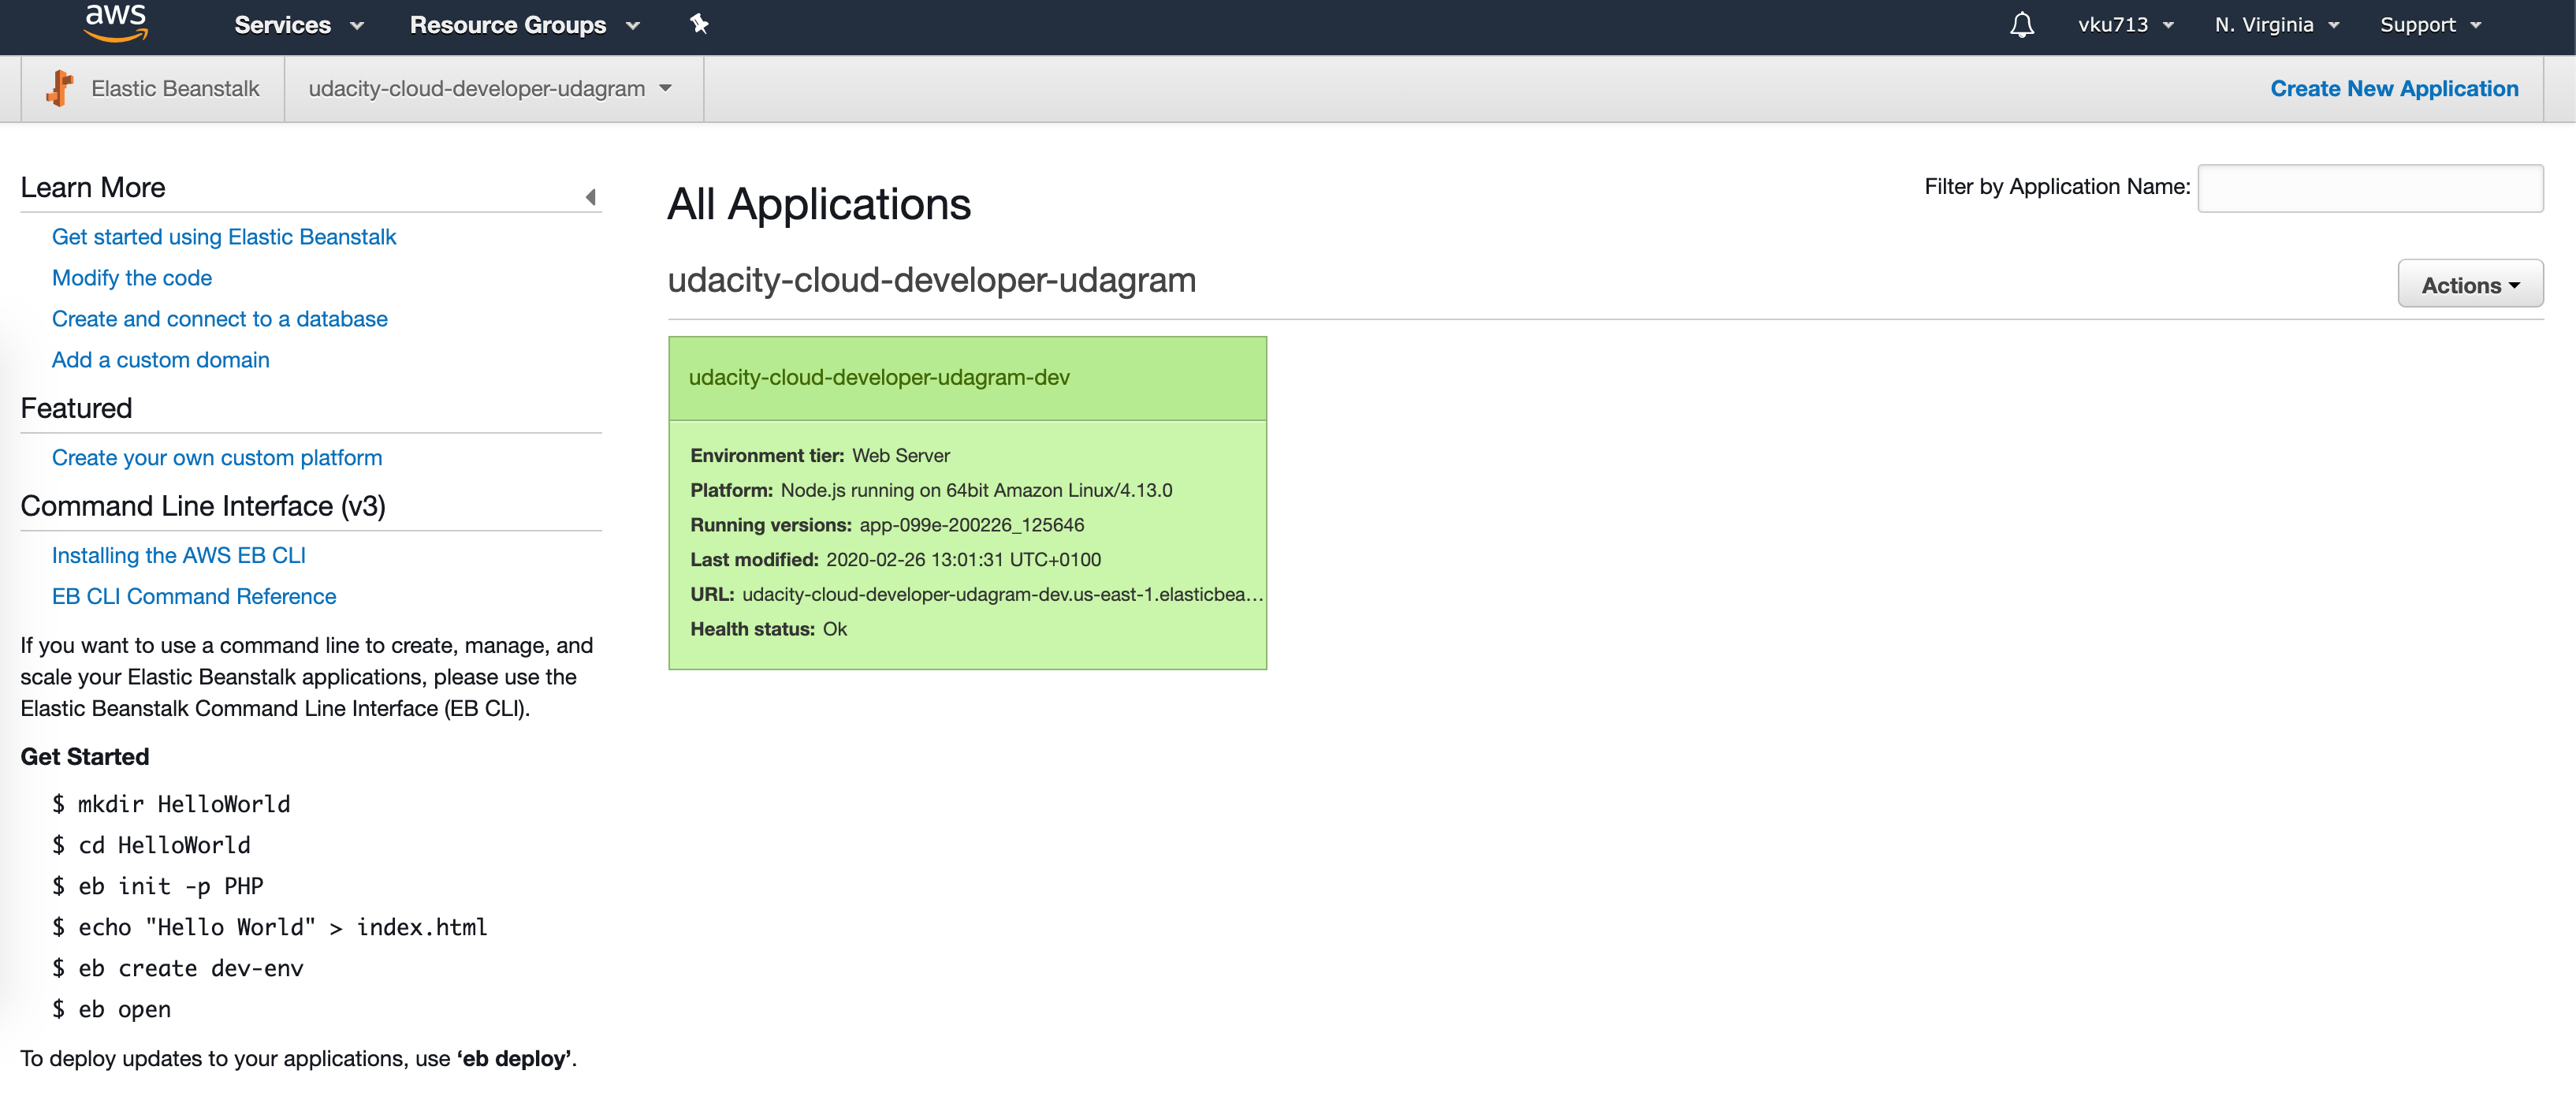 aws
Services
Resource Groups
vku713
N. Virginia
Support
Elastic Beanstalk
udacity-cloud-developer-udagram
Create New Application
Learn More
Get started using Elastic Beanstalk
Modify the code
Create and connect to a database
Add a custom domain
Featured
Create your own custom platform
Command Line Interface (v3)
Installing the AWS EB CLI
EB CLI Command Reference
If you want to use a command line to create, manage, and
scale your Elastic Beanstalk applications, please use the
Elastic Beanstalk Command Line Interface (EB CLI).
Get Started
$ mkdir HelloWorld
$ cd HelloWorld
$ eb init -p PHP
$ echo "Hello World" > index.html
$ eb create dev-env
$ eb open
To deploy updates to your applications, use ‘eb deploy’.
All Applications
Filter by Application Name:
udacity-cloud-developer-udagram
Actions
udacity-cloud-developer-udagram-dev
Environment tier: Web Server
Platform: Node.js running on 64bit Amazon Linux/4.13.0
Running versions: app-099e-200226_125646
Last modified: 2020-02-26 13:01:31 UTC+0100
URL: udacity-cloud-developer-udagram-dev.us-east-1.elasticbea...
Health status: Ok